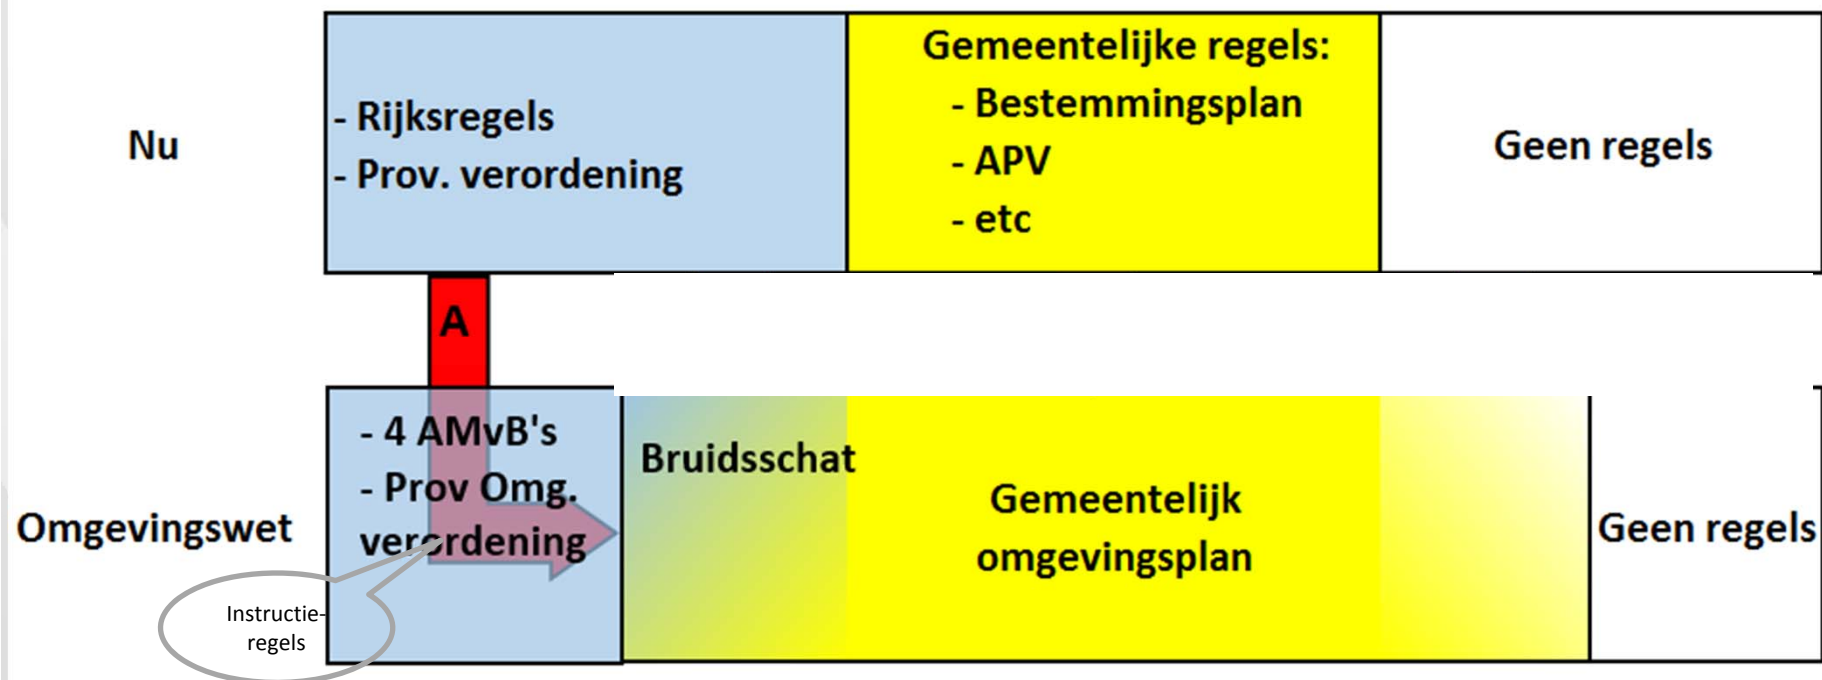 Nu
- Rijksregels
- Prov. verordening
Gemeentelijke regels:
- Bestemmingsplan
- APV
- etc
Geen regels
A
Omgevingswet
- 4 AMvB's
- Prov Omg.
verordening
Instructie-
regels
Bruidsschat
Gemeentelijk
omgevingsplan
Geen regels